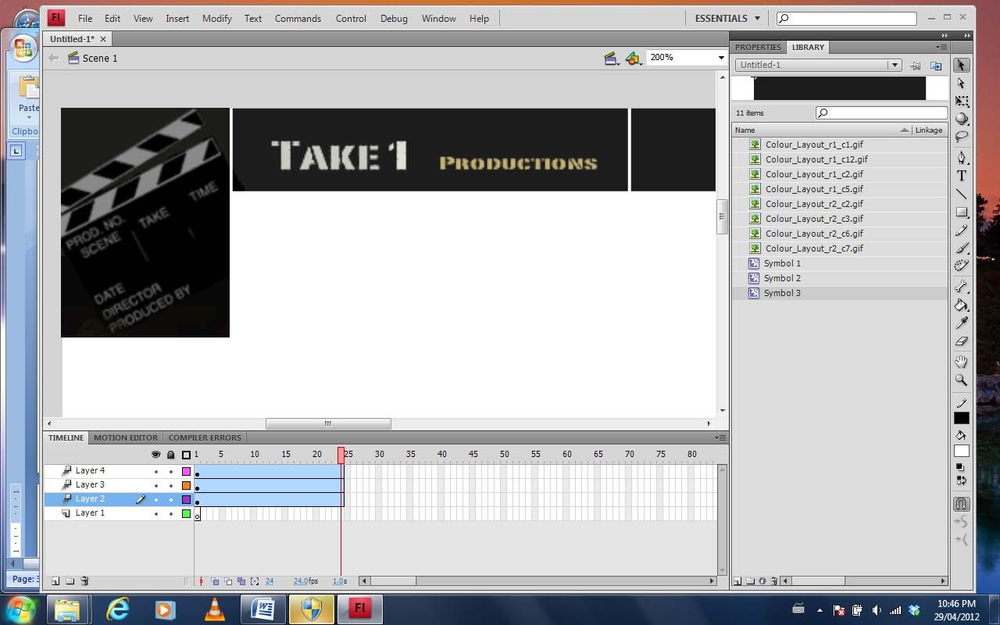 Fl File Edit View Insert Modify Text Commands Control Debug Window Help ESSENTIALS
Untitled-1*
Scene 1 200%
Paste
Clipbo
L
TAKE 1 PRODUCTIONS
PROD. NO.
SCENE TAKE TIME
DATE
DIRECTOR
PRODUCED BY
PROPERTIES LIBRARY
Untitled-1
11 items
Name Linkage
Colour_Layout_r1_c1.gif
Colour_Layout_r1_c12.gif
Colour_Layout_r1_c2.gif
Colour_Layout_r1_c5.gif
Colour_Layout_r2_c2.gif
Colour_Layout_r2_c3.gif
Colour_Layout_r2_c6.gif
Colour_Layout_r2_c7.gif
Symbol 1
Symbol 2
Symbol 3
T
TIMELINE MOTION EDITOR COMPILER ERRORS
1 5 10 15 20 25 30 35 40 45 50 55 60 65 70 75 80
Layer 4
Layer 3
Layer 2
Layer 1
24 24.0fps 1.0s
Page: 3
Fl
10:46 PM
29/04/2012